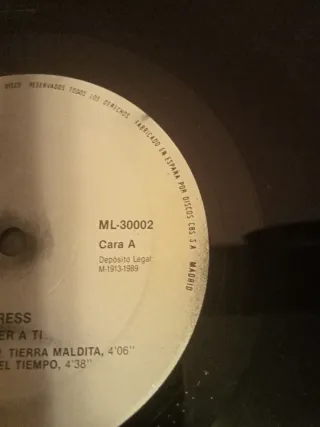 DISCO RESERVADOS TODOS LOS DERECHOS FABRICADO EN ESPAÑA POR DISCOS CBS S.A. MADRID
ML-30002
Cara A
Depósito Legal
M-1913-1989
RESS
ER A TI
TIERRA MALDITA, 4'06"
EL TIEMPO, 4'38"